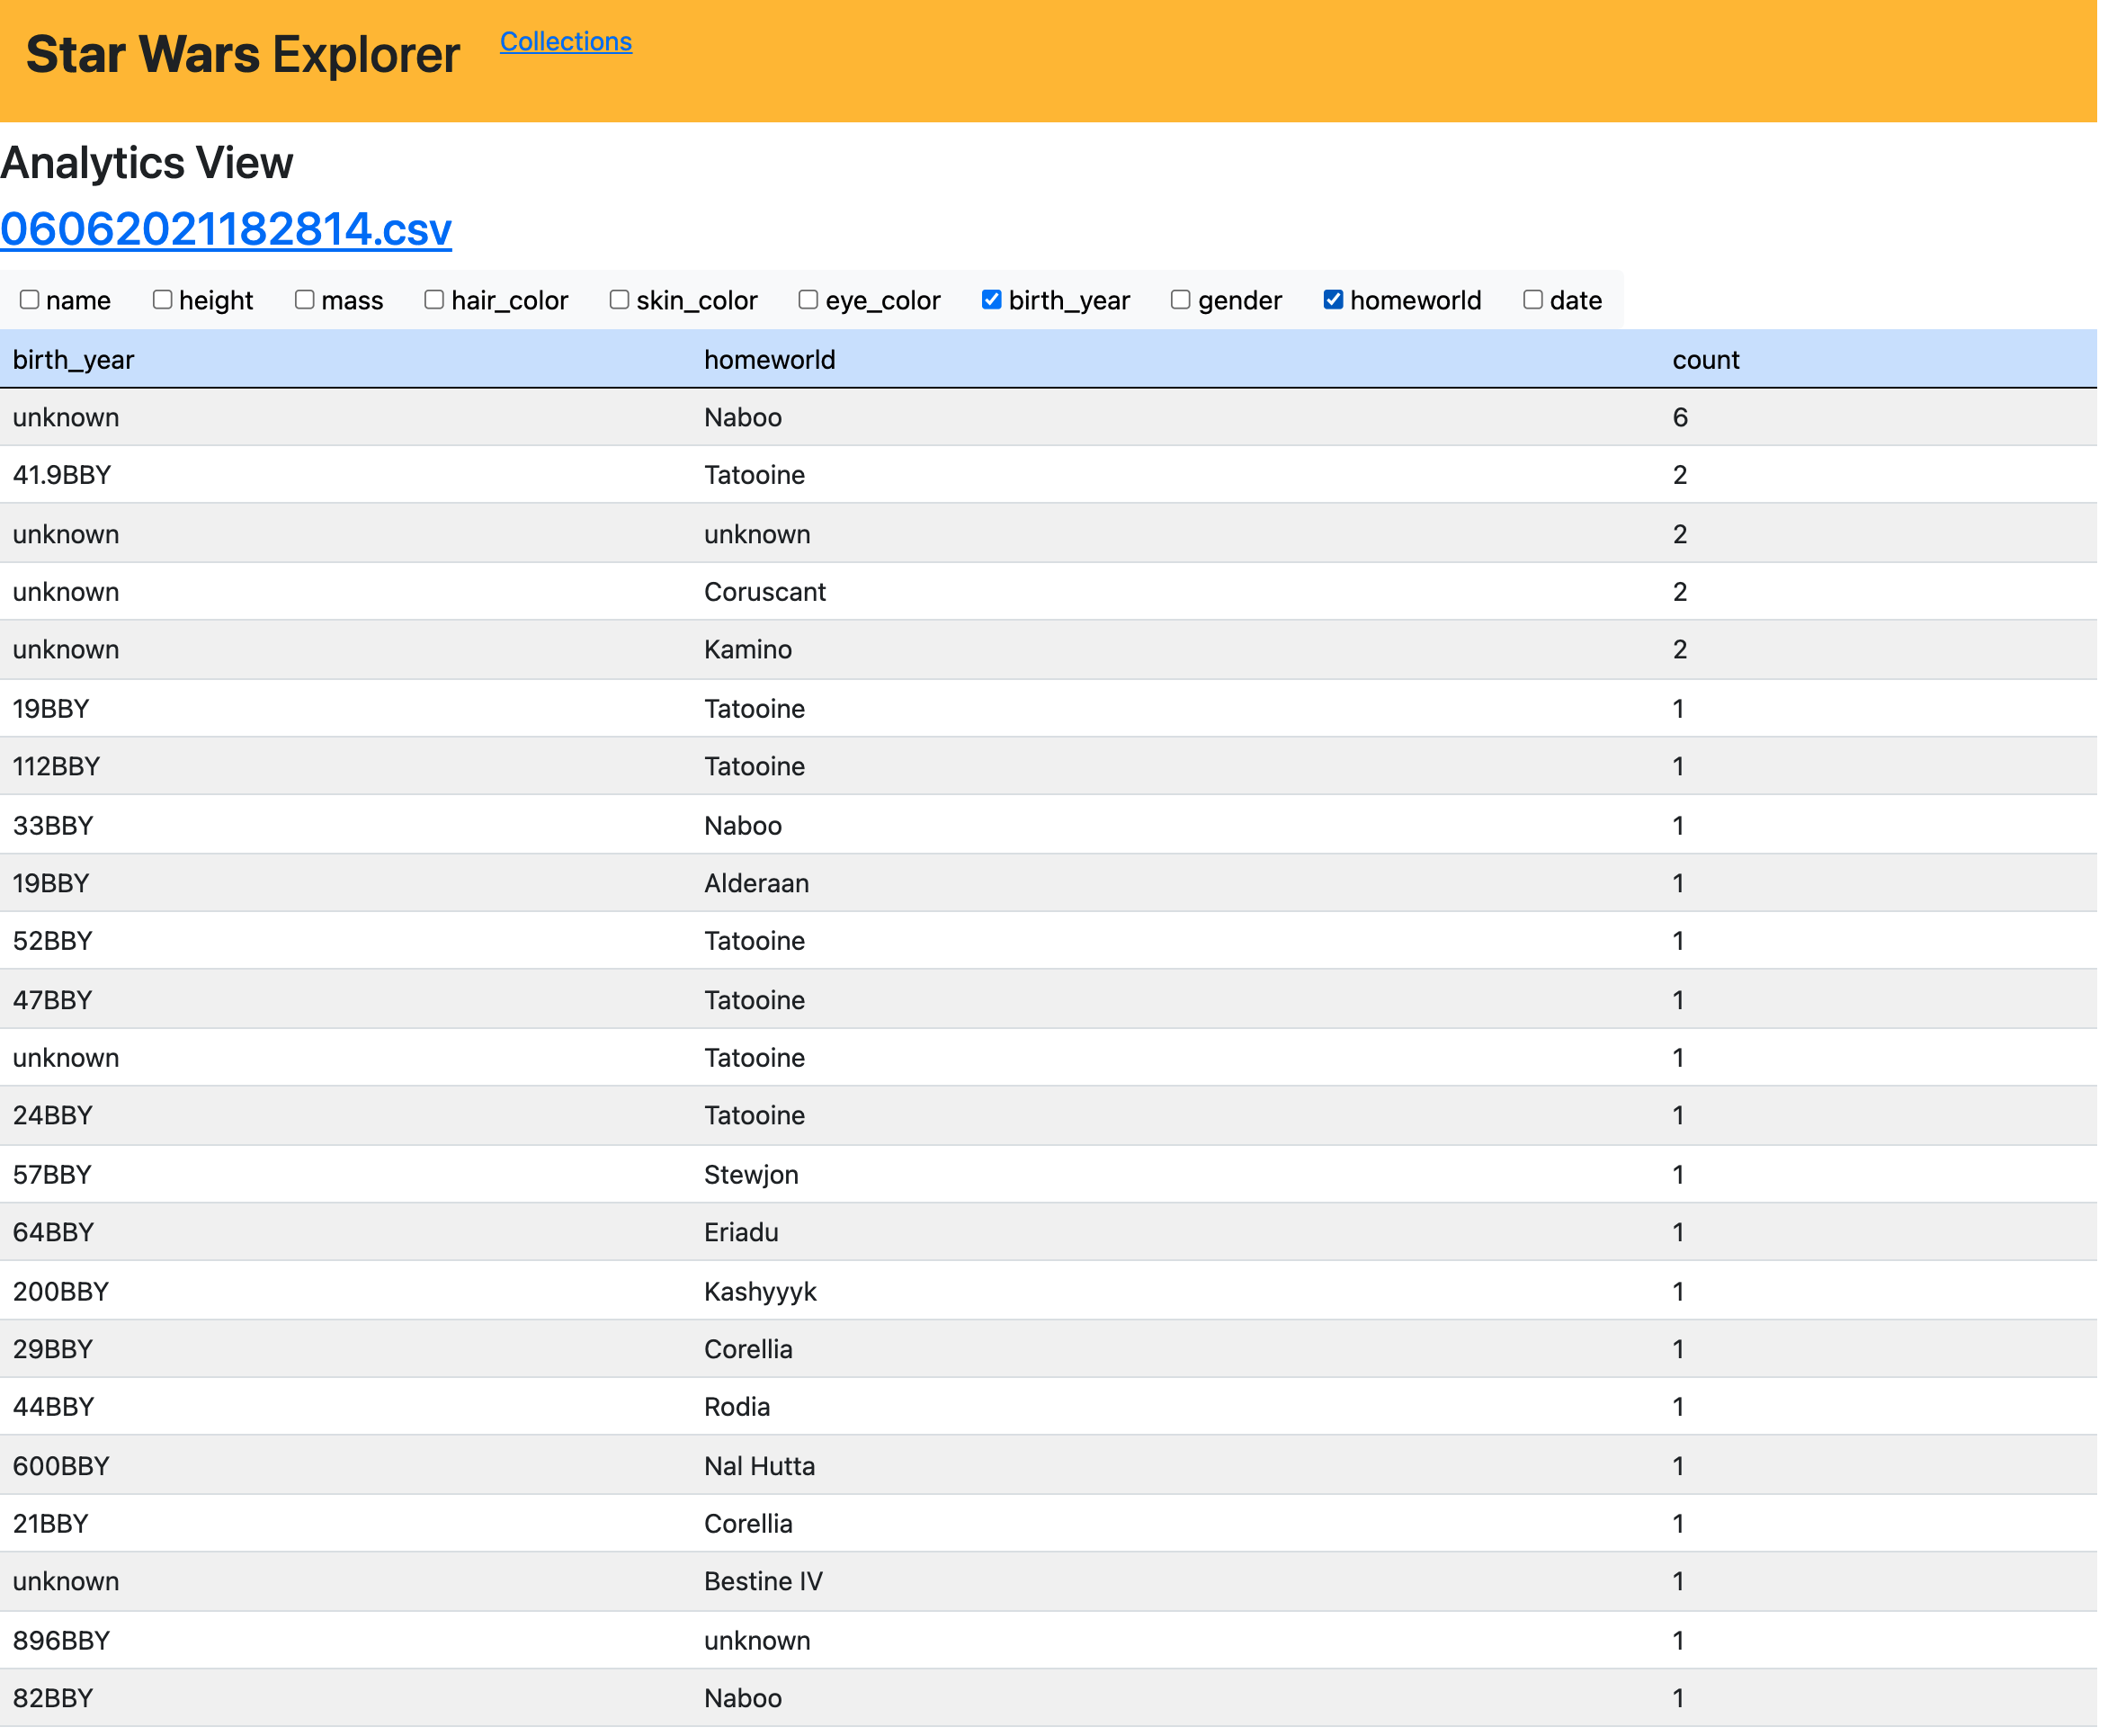 Star Wars Explorer Collections
Analytics View
06062021182814.csv
name height mass hair_color skin_color eye_color birth_year gender homeworld date
birth_year homeworld count
unknown Naboo 6
41.9BBY Tatooine 2
unknown unknown 2
unknown Coruscant 2
unknown Kamino 2
19BBY Tatooine 1
112BBY Tatooine 1
33BBY Naboo 1
19BBY Alderaan 1
52BBY Tatooine 1
47BBY Tatooine 1
unknown Tatooine 1
24BBY Tatooine 1
57BBY Stewjon 1
64BBY Eriadu 1
200BBY Kashyyyk 1
29BBY Corellia 1
44BBY Rodia 1
600BBY Nal Hutta 1
21BBY Corellia 1
unknown Bestine IV 1
896BBY unknown 1
82BBY Naboo 1